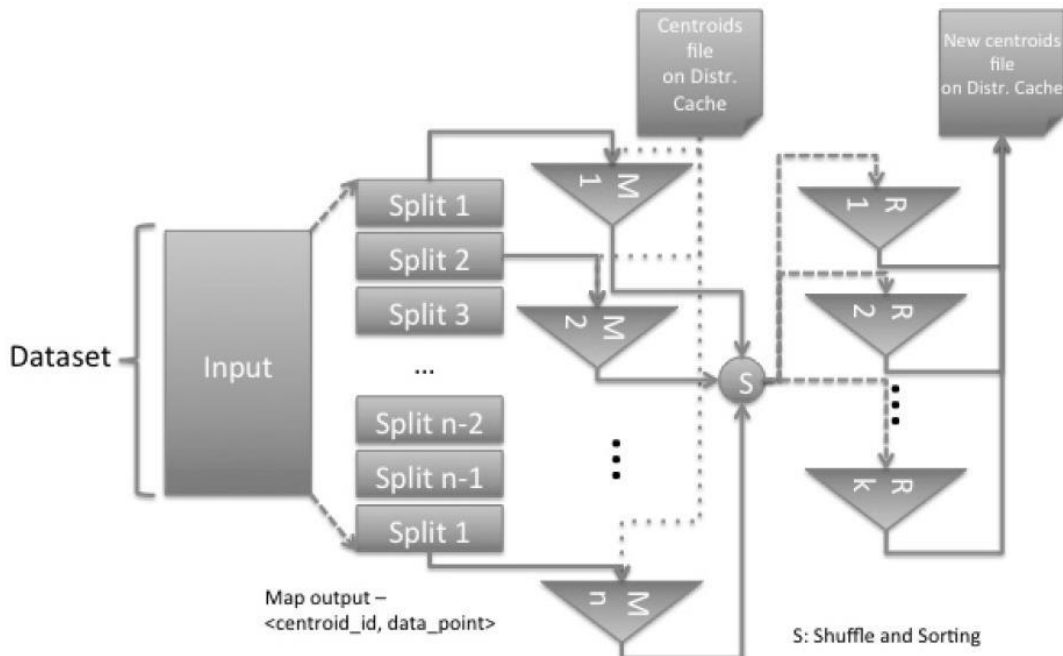 Centroids
file
on Distr.
Cache
New centroids
file
on Distr. Cache
Dataset
Input
Split 1
Split 2
Split 3
...
Split n-2
Split n-1
Split 1
M
1
M
2
M
n
S
R
1
R
2
R
k
Map output –
<centroid_id, data_point>
S: Shuffle and Sorting